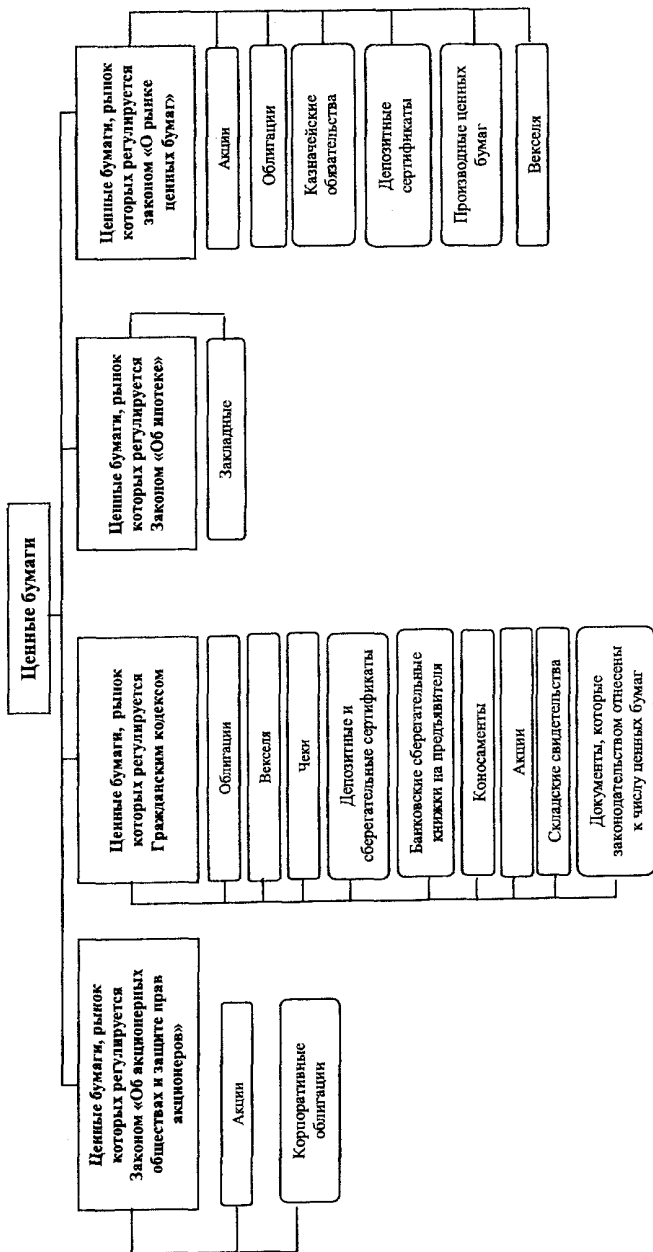 Ценные бумаги
Ценные бумаги, рынок
которых регулируется
Законом «Об акционерных
обществах и защите прав
акционеров»
Акции
Корпоративные
облигации
Ценные бумаги, рынок
которых регулируется
Гражданским кодексом
Облигации
Векселя
Чеки
Депозитные и
сберегательные сертификаты
Банковские сберегательные
книжки на предъявителя
Коносаменты
Акции
Складские свидетельства
Документы, которые
законодательством отнесены
к числу ценных бумаг
Ценные бумаги, рынок
которых регулируется
Законом «Об ипотеке»
Закладные
Ценные бумаги, рынок
которых регулируется
законом «О рынке
ценных бумаг»
Акции
Облигации
Казначейские
обязательства
Депозитные
сертификаты
Производные ценных
бумаг
Векселя